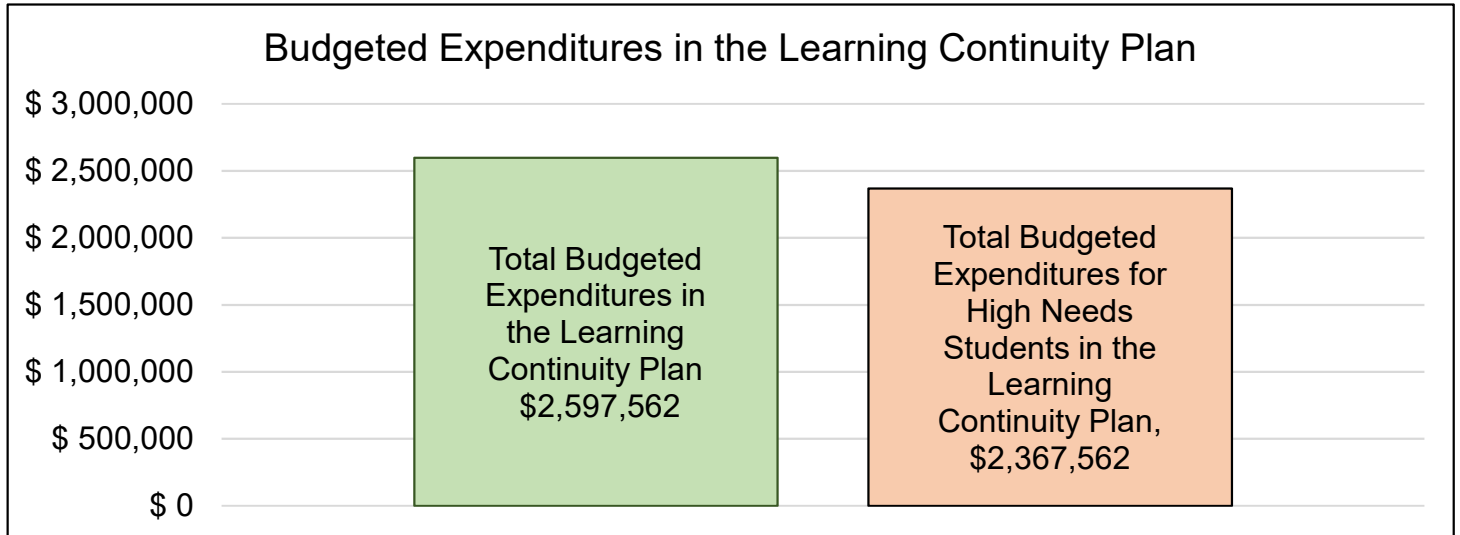 Budgeted Expenditures in the Learning Continuity Plan
$ 3,000,000
$ 2,500,000
$ 2,000,000
$ 1,500,000
$ 1,000,000
$ 500,000
$ 0
Total Budgeted
Expenditures in
the Learning
Continuity Plan
$2,597,562
Total Budgeted
Expenditures for
High Needs
Students in the
Learning
Continuity Plan,
$2,367,562